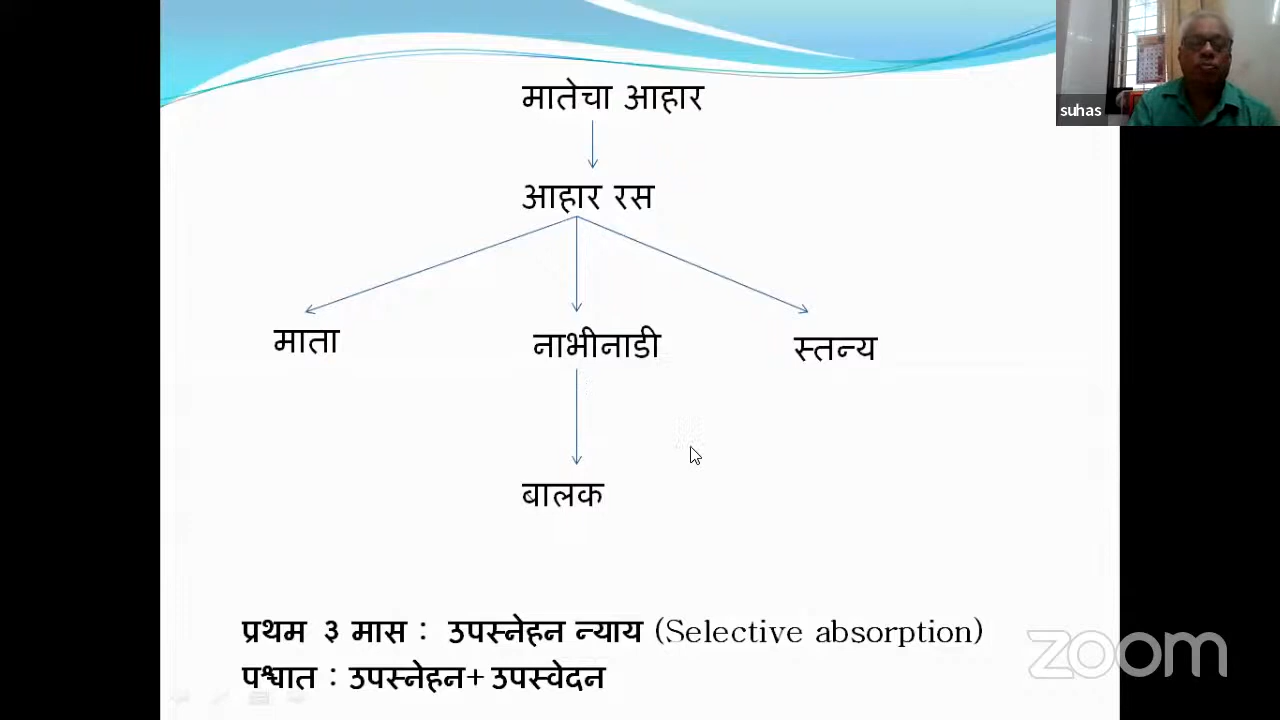 suhas
मातेचा आहार
आहार रस
माता नाभीनाडी स्तन्य
बालक
प्रथम ३ मास : उपस्नेहन न्याय (Selective absorption)
पश्चात : उपस्नेहन+ उपस्वेदन
zoom